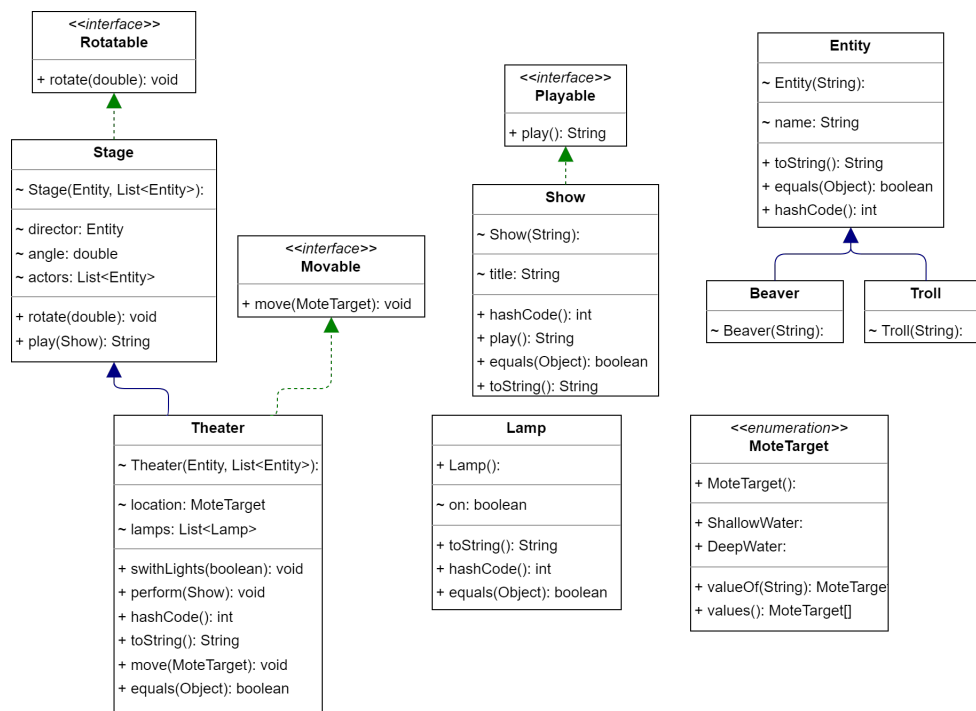 <<interface>>
Rotatable
+ rotate(double): void
Stage
~ Stage(Entity, List<Entity>):
~ director: Entity
~ angle: double
~ actors: List<Entity>
+ rotate(double): void
+ play(Show): String
<<interface>>
Movable
+ move(MoteTarget): void
<<interface>>
Playable
+ play(): String
Show
~ Show(String):
~ title: String
+ hashCode(): int
+ play(): String
+ equals(Object): boolean
+ toString(): String
Entity
~ Entity(String):
~ name: String
+ toString(): String
+ equals(Object): boolean
+ hashCode(): int
Beaver
~ Beaver(String):
Troll
~ Troll(String):
Theater
~ Theater(Entity, List<Entity>):
~ location: MoteTarget
~ lamps: List<Lamp>
+ swithLights(boolean): void
+ perform(Show): void
+ hashCode(): int
+ toString(): String
+ move(MoteTarget): void
+ equals(Object): boolean
Lamp
+ Lamp():
~ on: boolean
+ toString(): String
+ hashCode(): int
+ equals(Object): boolean
<<enumeration>>
MoteTarget
+ MoteTarget():
+ ShallowWater:
+ DeepWater:
+ valueOf(String): MoteTarge
+ values(): MoteTarget[]